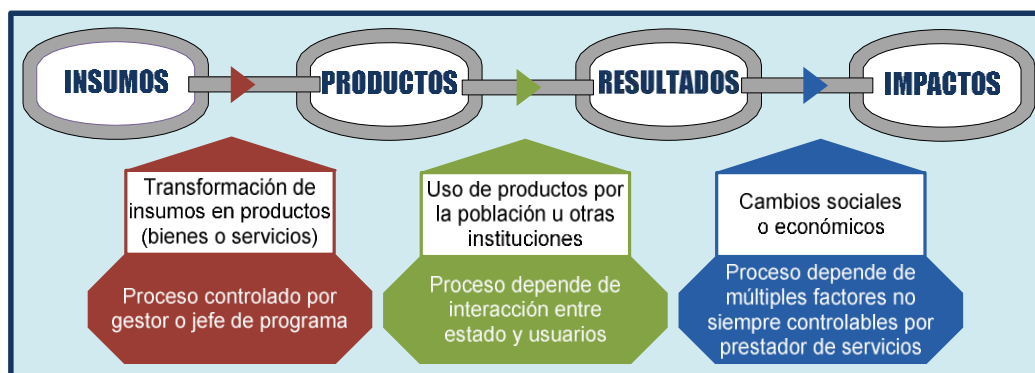 INSUMOS
PRODUCTOS
RESULTADOS
IMPACTOS
Transformación de
insumos en productos
(bienes o servicios)
Proceso controlado por
gestor o jefe de programa
Uso de productos por
la población u otras
instituciones
Proceso depende de
interacción entre
estado y usuarios
Cambios sociales
o económicos
Proceso depende de
múltiples factores no
siempre controlables por
prestador de servicios